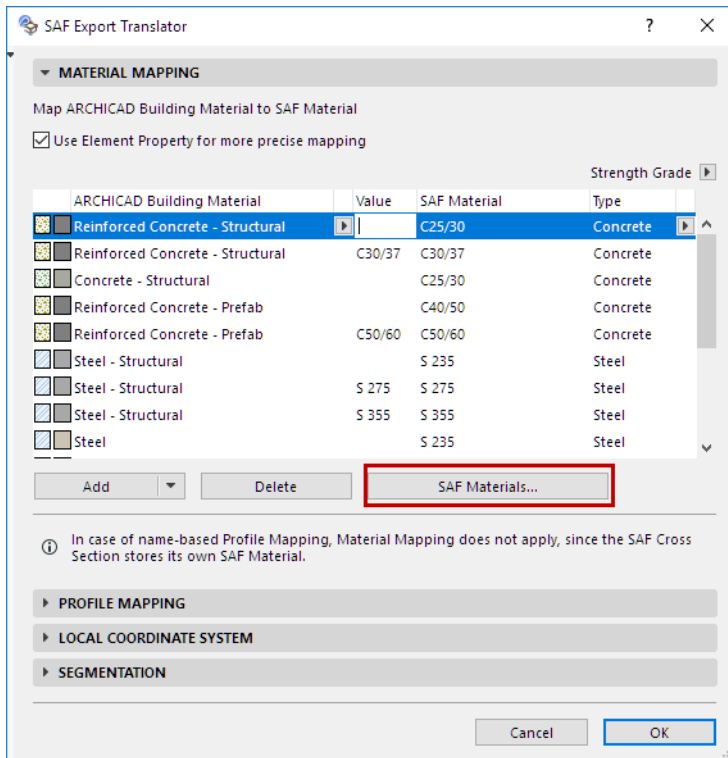 SAF Export Translator
MATERIAL MAPPING
Map ARCHICAD Building Material to SAF Material
Use Element Property for more precise mapping
Strength Grade
ARCHICAD Building Material Value SAF Material Type
Reinforced Concrete - Structural C25/30 Concrete
Reinforced Concrete - Structural C30/37 C30/37 Concrete
Concrete - Structural C25/30 Concrete
Reinforced Concrete - Prefab C40/50 Concrete
Reinforced Concrete - Prefab C50/60 C50/60 Concrete
Steel - Structural S 235 Steel
Steel - Structural S 275 S 275 Steel
Steel - Structural S 355 S 355 Steel
Steel S 235 Steel
Add Delete SAF Materials...
In case of name-based Profile Mapping, Material Mapping does not apply, since the SAF Cross
Section stores its own SAF Material.
PROFILE MAPPING
LOCAL COORDINATE SYSTEM
SEGMENTATION
Cancel OK